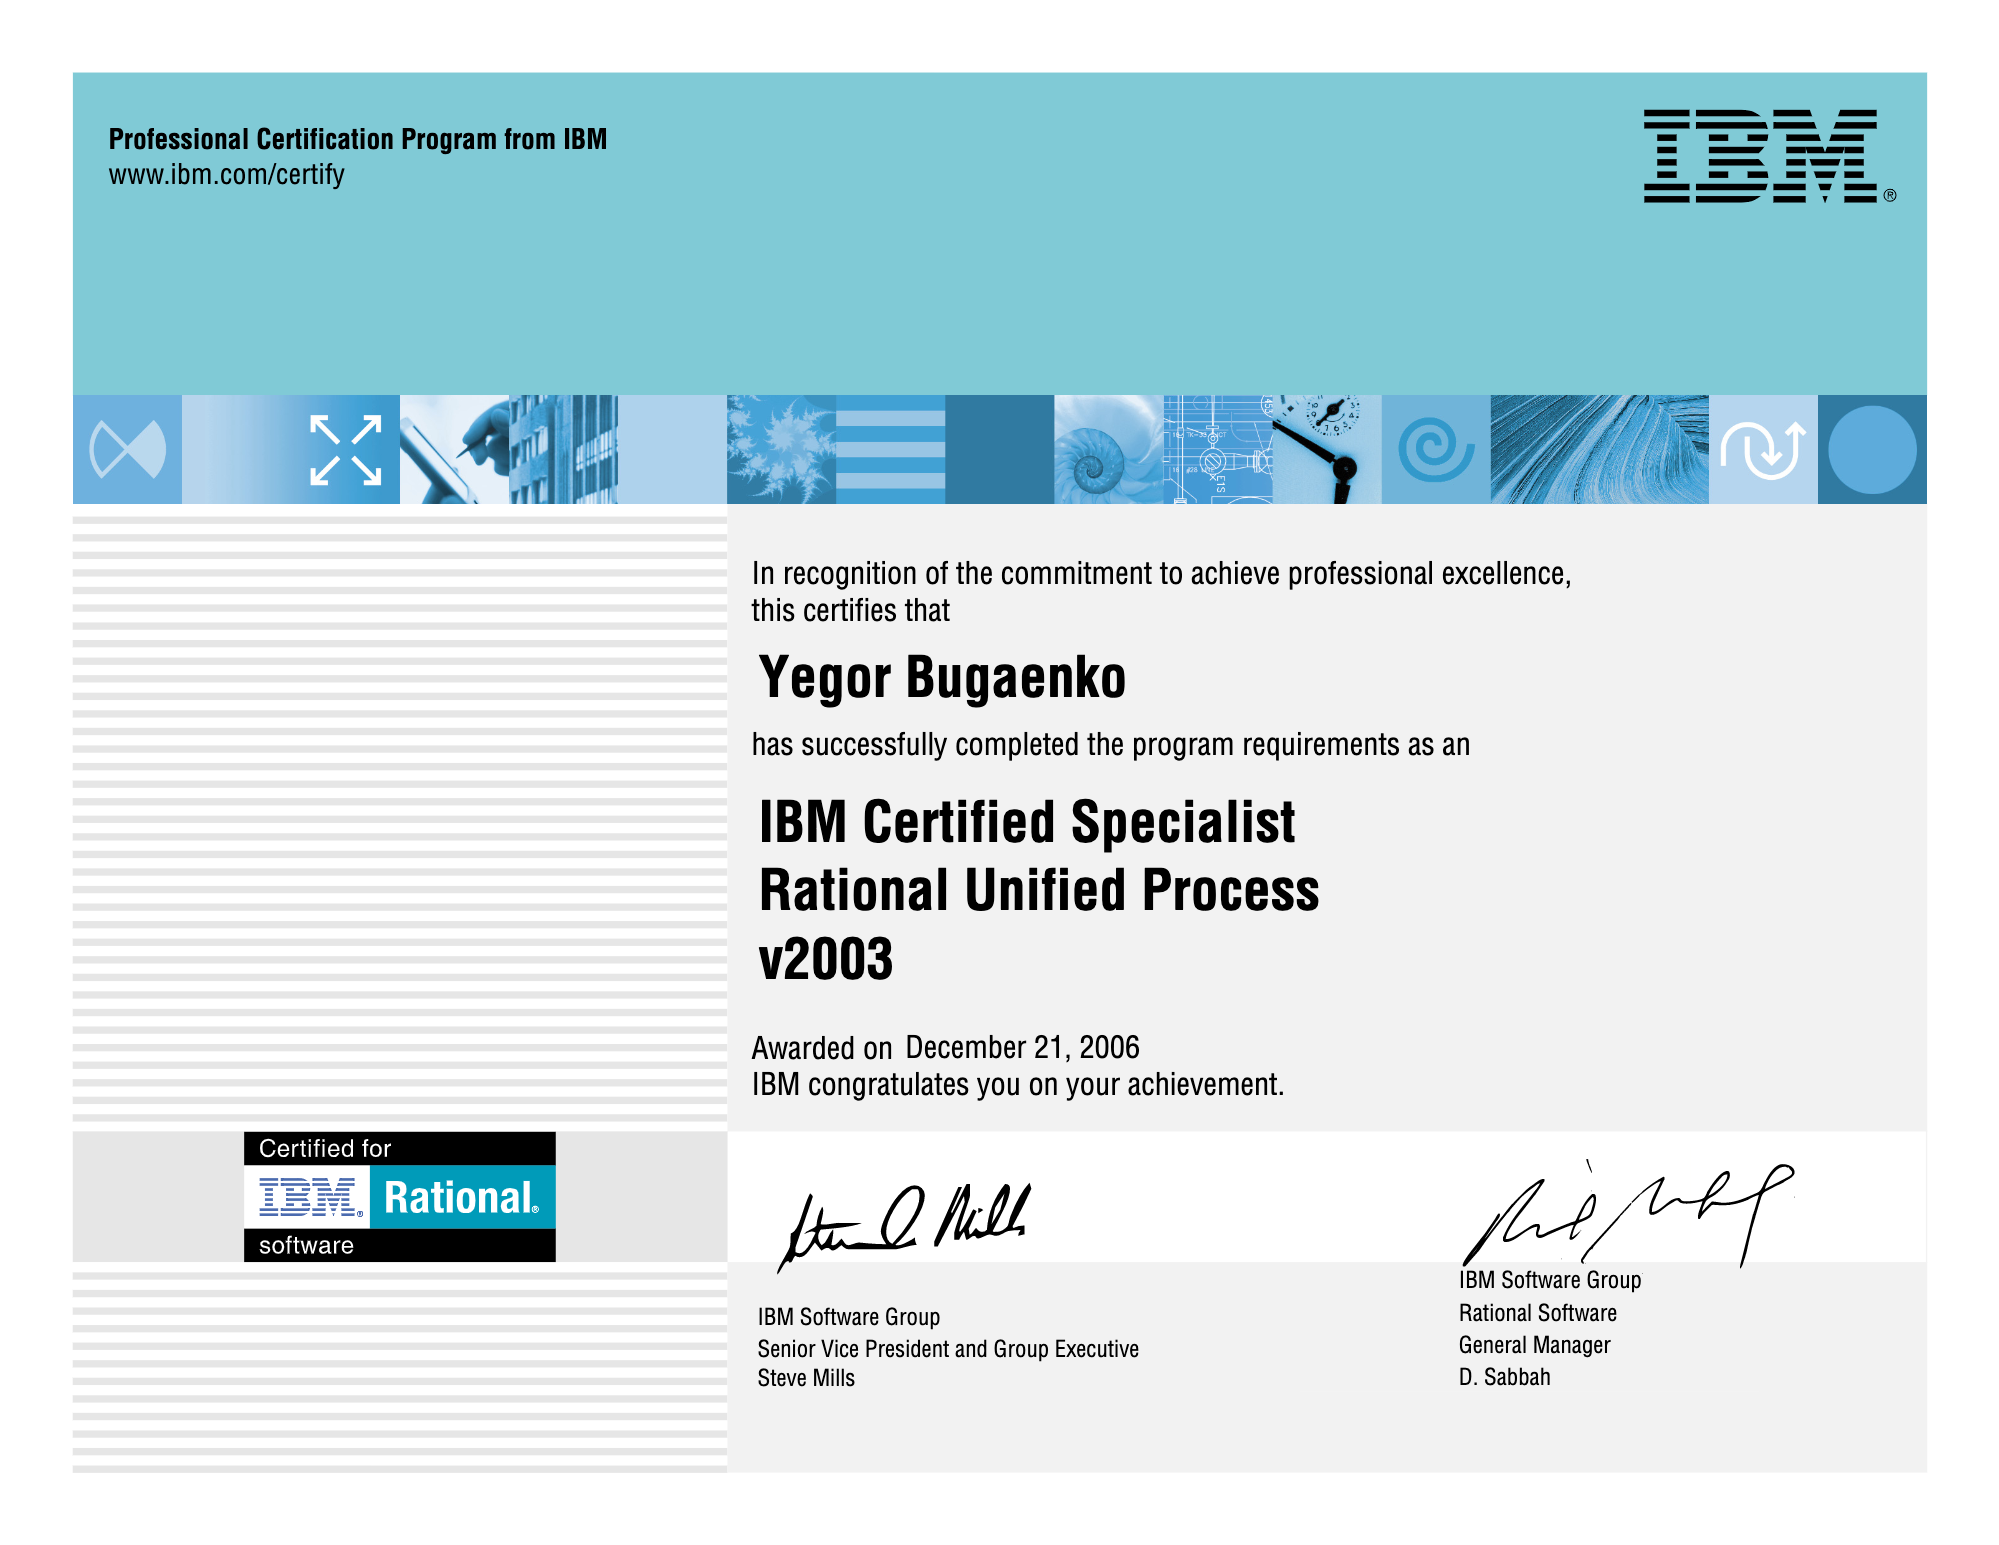 Professional Certification Program from IBM
www.ibm.com/certify
IBM®
In recognition of the commitment to achieve professional excellence,
this certifies that
Yegor Bugaenko
has successfully completed the program requirements as an
IBM Certified Specialist
Rational Unified Process
v2003
Awarded on December 21, 2006
IBM congratulates you on your achievement.
Certified for
IBM® Rational®
software
IBM Software Group
Senior Vice President and Group Executive
Steve Mills
IBM Software Group
Rational Software
General Manager
D. Sabbah